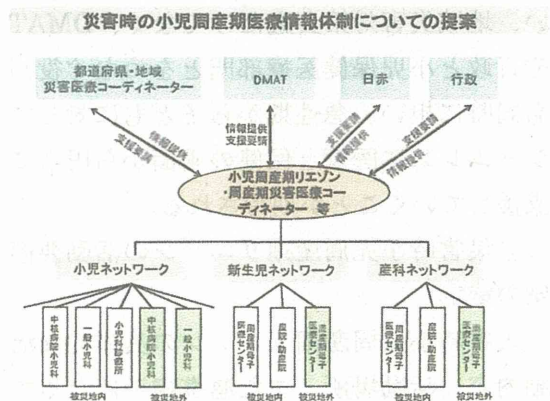 災害時の小児周産期医療情報体制についての提案
都道府県・地域
災害医療コーディネーター
DMAT
日赤
行政
情報提供
支援要請
情報提供
支援要請
支援要請
情報提供
支援要請
情報提供
小児周産期リエゾン
・周産期災害医療コー
ディネーター 等
小児ネットワーク
新生児ネットワーク
産科ネットワーク
中核病院小児科
一般小児科
小児科診療所
中核病院小児科
一般小児科
周産期母子
医療センター
産院・助産院
周産期母子
医療センター
周産期母子
医療センター
産院・助産院
周産期母子
医療センター
被災地内
被災地外
被災地内
被災地外
被災地内
被災地外